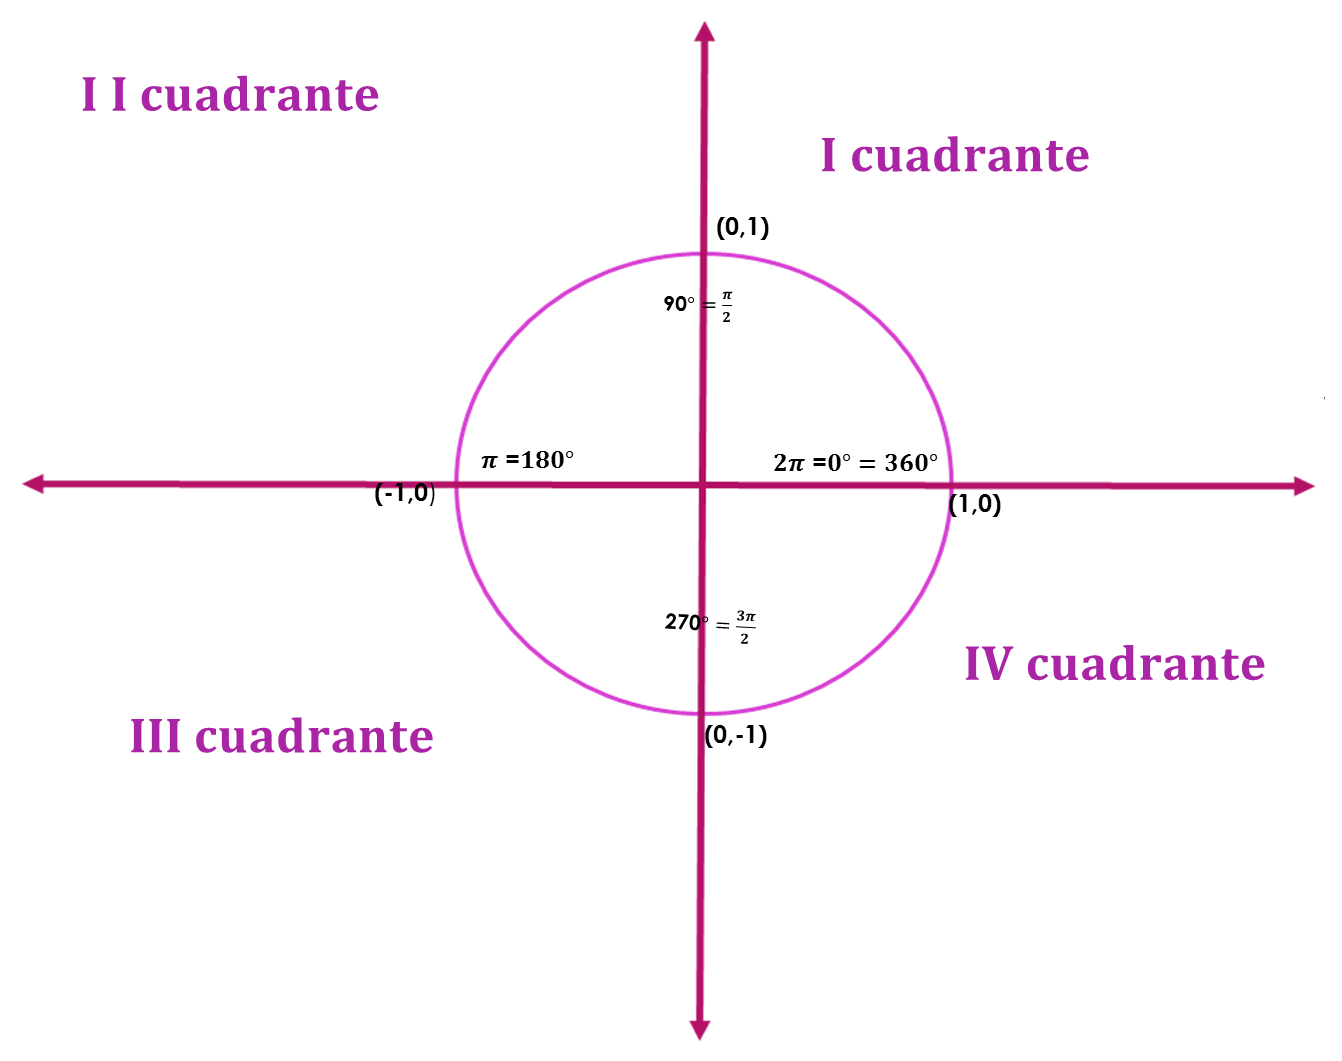 I I cuadrante
I cuadrante
(0,1)
90° = π/2
π =180°
2π =0° = 360°
(-1,0)
(1,0)
270° = 3π/2
IV cuadrante
III cuadrante
(0,-1)